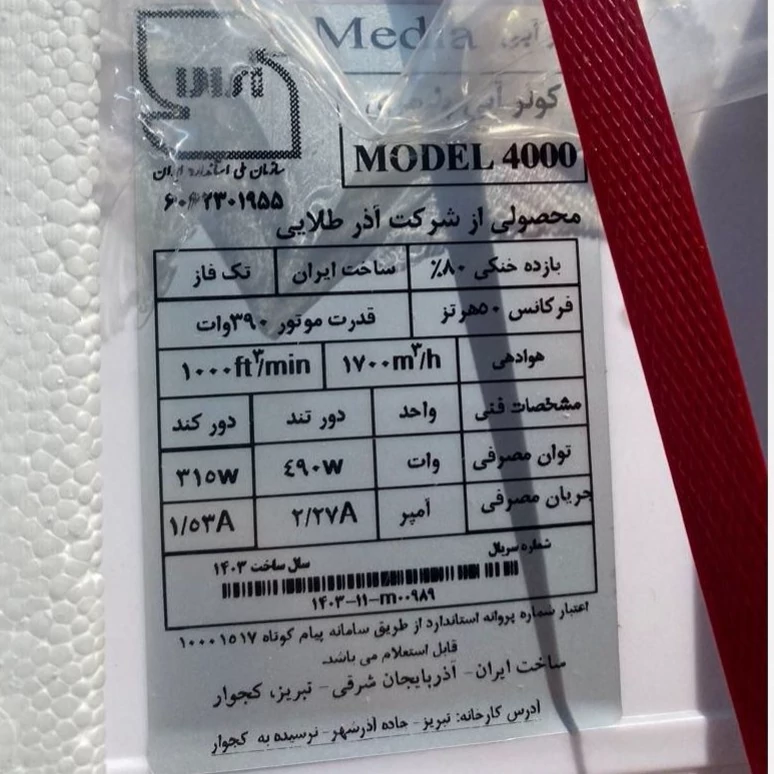 Media
کولر آبی
MODEL 4000
سازمان ملی استاندارد ایران
محصولی از شرکت آذر طلایی
بازده خنکی ۸۰٪ ساخت ایران تک فاز
فرکانس ۵۰هرتز قدرت موتور ۳۹۰وات
هوادهی ۱۷۰۰m³/h ۱۰۰۰ft³/min
مشخصات فنی واحد دور تند دور کند
توان مصرفی وات ٤٩٠W ۳۱۵W
جریان مصرفی آمپر ۲/۲۷A ۱/۵۳A
شماره سریال سال ساخت ۱۴۰۳
۱۴۰۳-۱۱-m۰۰۹۸۹
اعتبار شماره پروانه استاندارد از طریق سامانه پیام کوتاه ۱۰۰۰۱۵۱۷
قابل استعلام می باشد.
ساخت ایران- آذربایجان شرقی - تبریز، کجوار
آدرس کارخانه: تبریز- جاده آذرشهر- نرسیده به کجوار